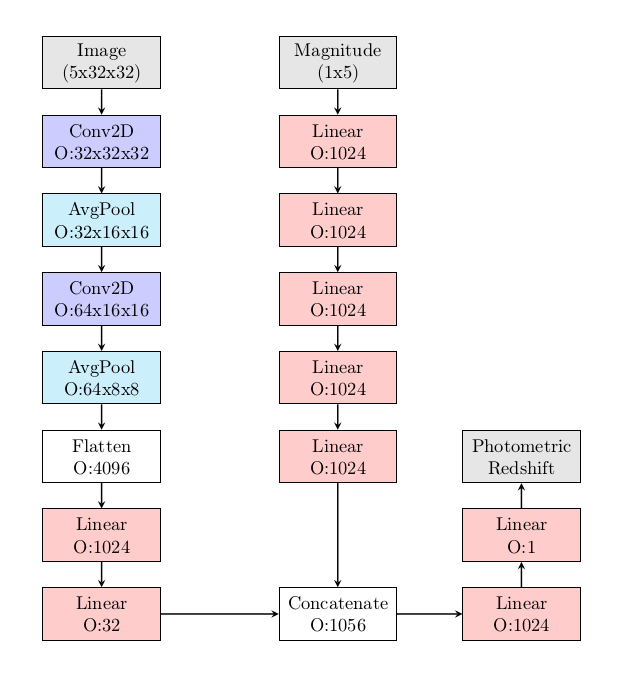 Image
(5x32x32)
Conv2D
O:32x32x32
AvgPool
O:32x16x16
Conv2D
O:64x16x16
AvgPool
O:64x8x8
Flatten
O:4096
Linear
O:1024
Linear
O:32
Magnitude
(1x5)
Linear
O:1024
Linear
O:1024
Linear
O:1024
Linear
O:1024
Linear
O:1024
Concatenate
O:1056
Photometric
Redshift
Linear
O:1
Linear
O:1024